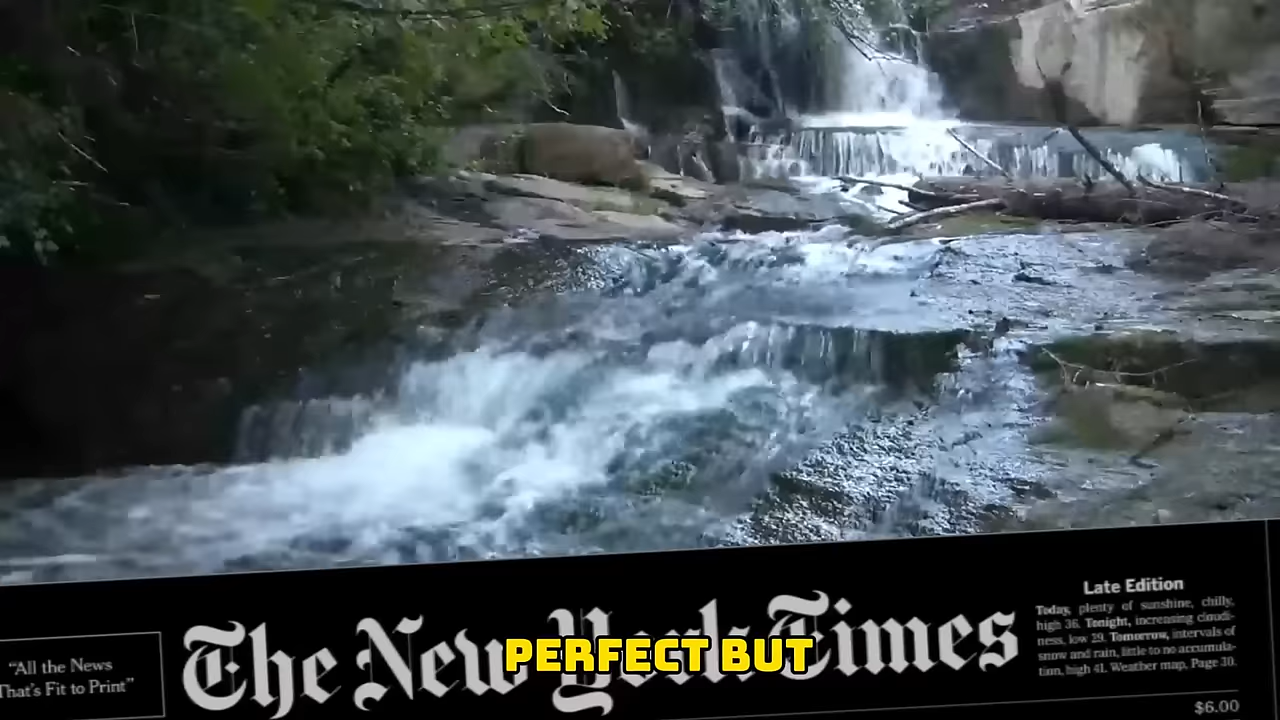 Late Edition
Today, plenty of sunshine, chilly,
high 36. Tonight, increasing cloudi-
ness, low 29. Tomorrow, intervals of
snow and rain, little to no accumula-
tion, high 41. Weather map, Page 30.
$6.00
"All the News
That's Fit to Print"
The New York Times
PERFECT BUT